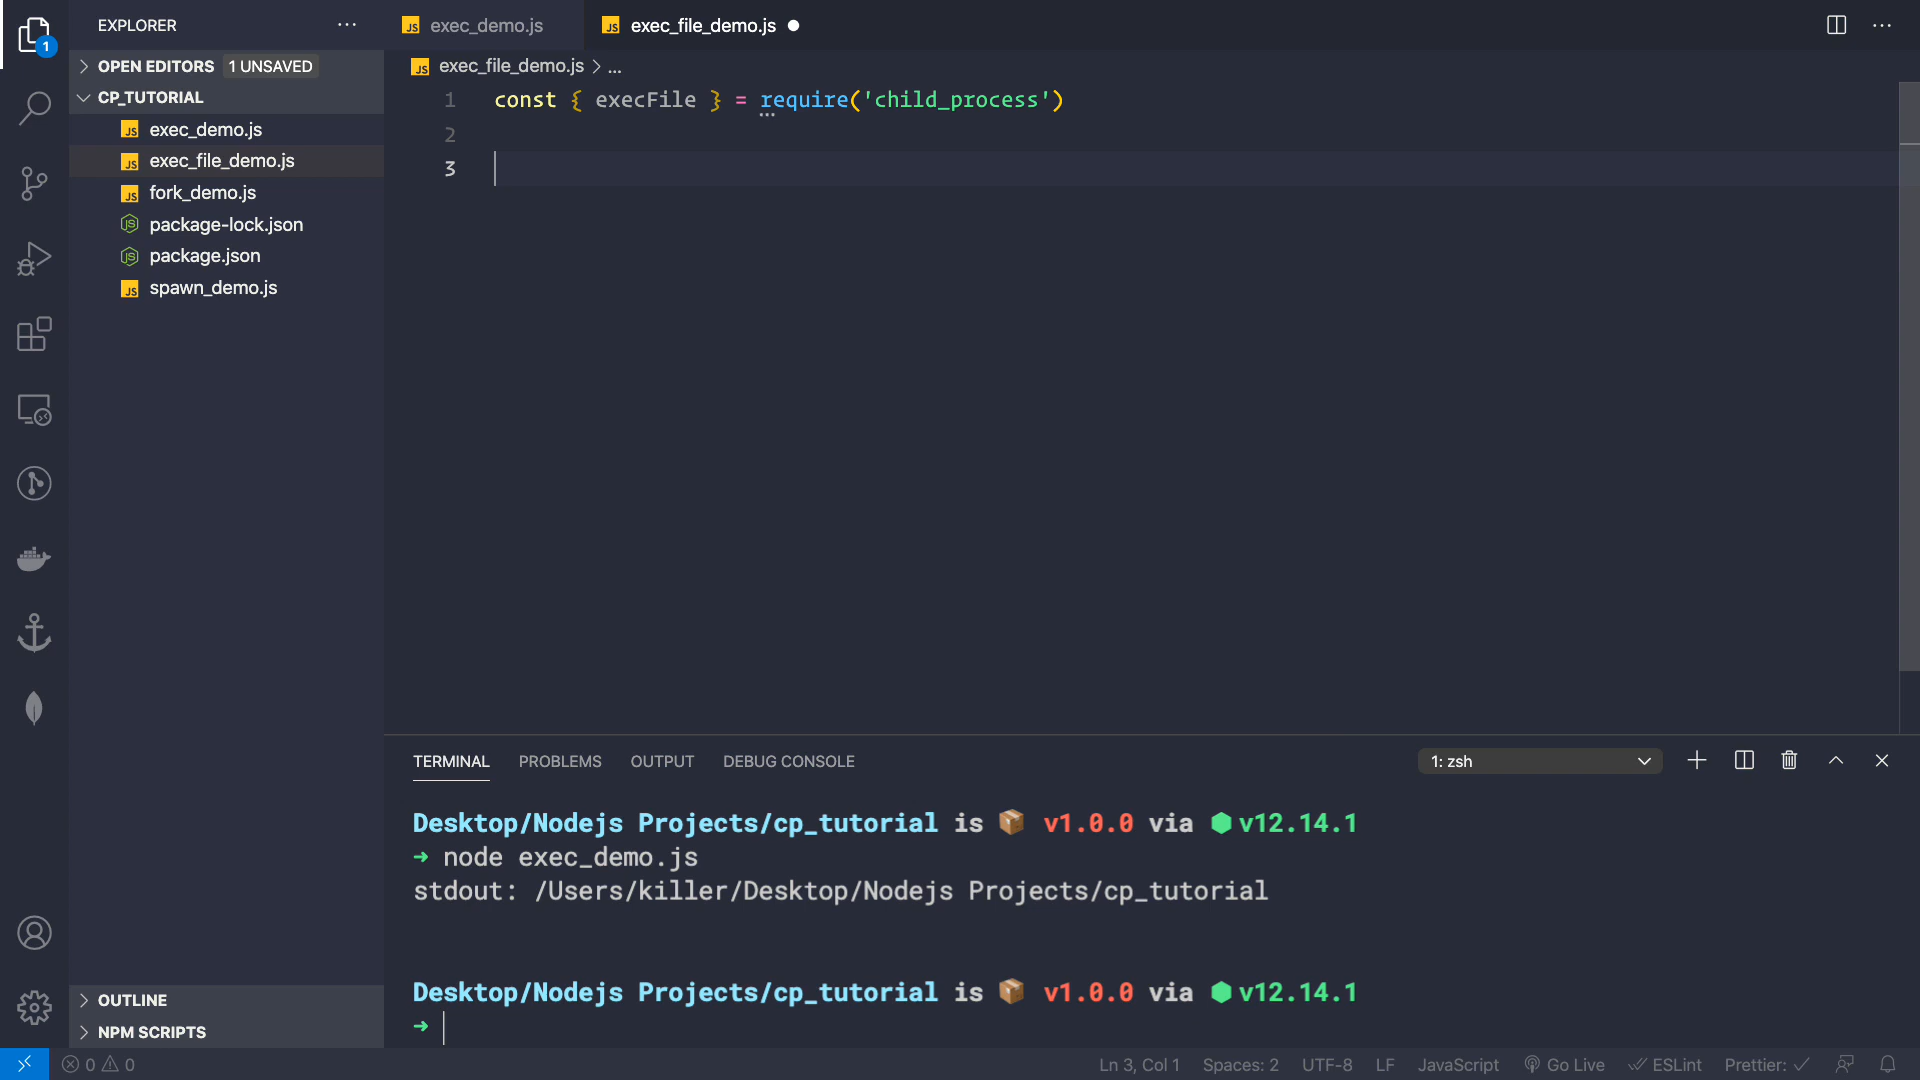 EXPLORER
exec_demo.js
exec_file_demo.js
1
OPEN EDITORS 1 UNSAVED
CP_TUTORIAL
exec_demo.js
exec_file_demo.js
fork_demo.js
package-lock.json
package.json
spawn_demo.js
OUTLINE
NPM SCRIPTS
exec_file_demo.js > ...
1 const { execFile } = require('child_process')
2
3
TERMINAL PROBLEMS OUTPUT DEBUG CONSOLE
1: zsh
Desktop/Nodejs Projects/cp_tutorial is 📦 v1.0.0 via ⬢ v12.14.1
➜ node exec_demo.js
stdout: /Users/killer/Desktop/Nodejs Projects/cp_tutorial
Desktop/Nodejs Projects/cp_tutorial is 📦 v1.0.0 via ⬢ v12.14.1
➜
0 0
Ln 3, Col 1 Spaces: 2 UTF-8 LF JavaScript Go Live ESLint Prettier: ✓